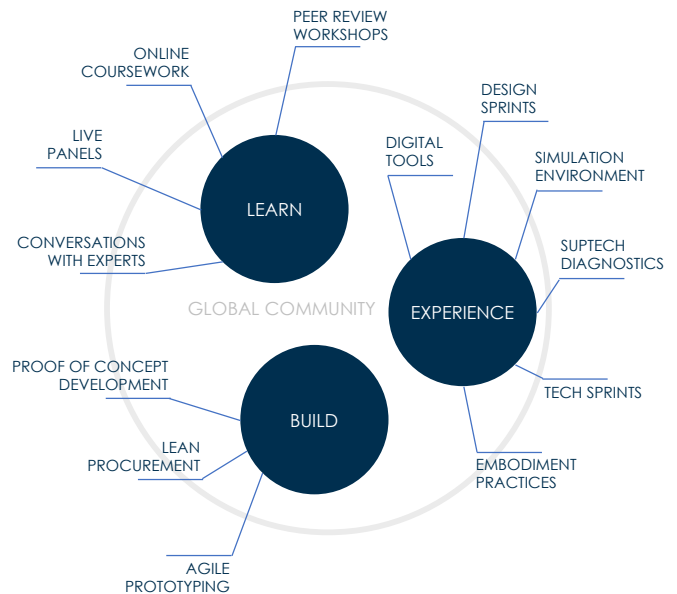 PEER REVIEW
WORKSHOPS
ONLINE
COURSEWORK
LIVE
PANELS
CONVERSATIONS
WITH EXPERTS
LEARN
DESIGN
SPRINTS
DIGITAL
TOOLS
SIMULATION
ENVIRONMENT
SUPTECH
DIAGNOSTICS
EXPERIENCE
TECH SPRINTS
EMBODIMENT
PRACTICES
GLOBAL COMMUNITY
PROOF OF CONCEPT
DEVELOPMENT
LEAN
PROCUREMENT
AGILE
PROTOTYPING
BUILD